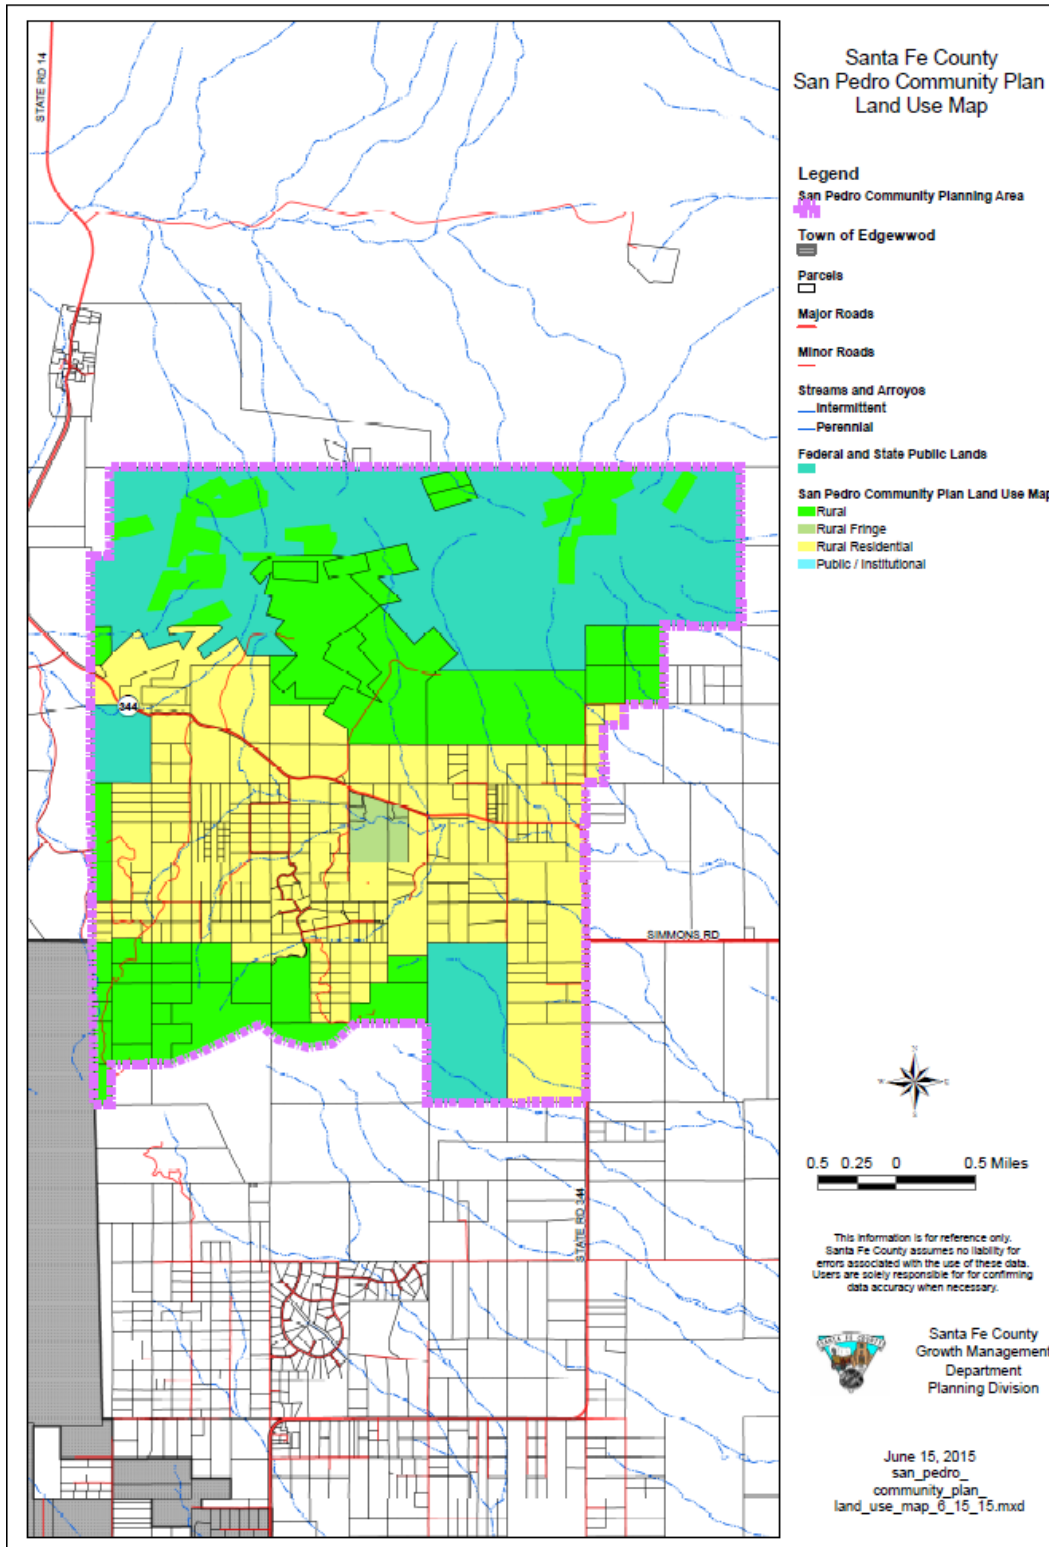 Santa Fe County
San Pedro Community Plan
Land Use Map
Legend
San Pedro Community Planning Area
Town of Edgewwod
Parcels
Major Roads
Minor Roads
Streams and Arroyos
Intermittent
Perennial
Federal and State Public Lands
San Pedro Community Plan Land Use Map
Rural
Rural Fringe
Rural Residential
Public / Institutional
STATE RD 14
344
SIMMONS RD
STATE RD 344
N
W
E
S
0.5 0.25 0 0.5 Miles
This information is for reference only.
Santa Fe County assumes no liability for
errors associated with the use of these data.
Users are solely responsible for for confirming
data accuracy when necessary.
SANTA FE COUNTY
Santa Fe County
Growth Management
Department
Planning Division
June 15, 2015
san_pedro_
community_plan_
land_use_map_6_15_15.mxd